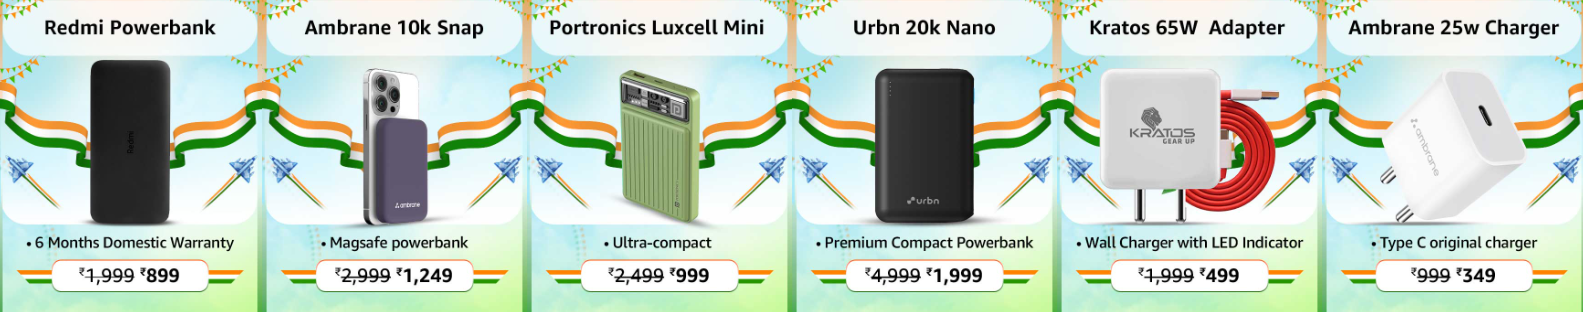 Redmi Powerbank
Redmi
• 6 Months Domestic Warranty
₹1,999 ₹899
Ambrane 10k Snap
ambrane
• Magsafe powerbank
₹2,999 ₹1,249
Portronics Luxcell Mini
• Ultra-compact
₹2,499 ₹999
Urbn 20k Nano
urbn
• Premium Compact Powerbank
₹4,999 ₹1,999
Kratos 65W  Adapter
KRATOS
GEAR UP
• Wall Charger with LED Indicator
₹1,999 ₹499
Ambrane 25w Charger
ambrane
• Type C original charger
₹999 ₹349